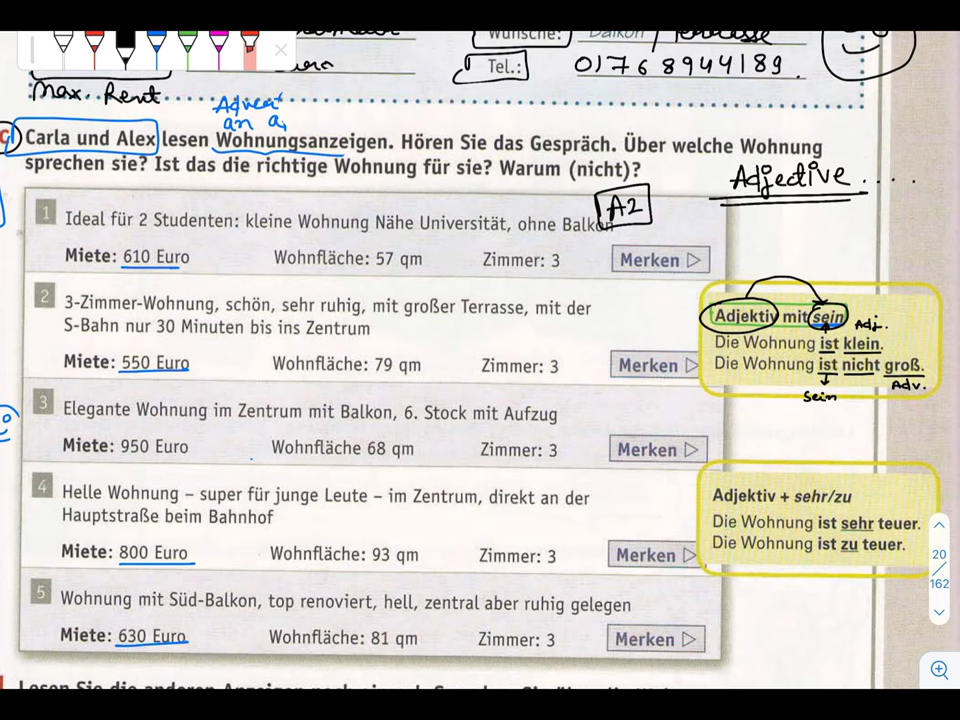 Wünsche: Balkon / Terrasse
Tel.: 01768944189.
Max. Rent
C Carla und Alex lesen Wohnungsanzeigen. Hören Sie das Gespräch. Über welche Wohnung
sprechen sie? Ist das die richtige Wohnung für sie? Warum (nicht)?
Adjective ....
A2
1 Ideal für 2 Studenten: kleine Wohnung Nähe Universität, ohne Balkon
Miete: 610 Euro Wohnfläche: 57 qm Zimmer: 3 Merken
2 3-Zimmer-Wohnung, schön, sehr ruhig, mit großer Terrasse, mit der
S-Bahn nur 30 Minuten bis ins Zentrum
Miete: 550 Euro Wohnfläche: 79 qm Zimmer: 3 Merken
3 Elegante Wohnung im Zentrum mit Balkon, 6. Stock mit Aufzug
Miete: 950 Euro Wohnfläche 68 qm Zimmer: 3 Merken
4 Helle Wohnung – super für junge Leute – im Zentrum, direkt an der
Hauptstraße beim Bahnhof
Miete: 800 Euro Wohnfläche: 93 qm Zimmer: 3 Merken
5 Wohnung mit Süd-Balkon, top renoviert, hell, zentral aber ruhig gelegen
Miete: 630 Euro Wohnfläche: 81 qm Zimmer: 3 Merken
Adjektiv mit sein
Adj.
Die Wohnung ist klein.
Die Wohnung ist nicht groß.
Adv.
Sein
Adjektiv + sehr/zu
Die Wohnung ist sehr teuer.
Die Wohnung ist zu teuer.
20
162